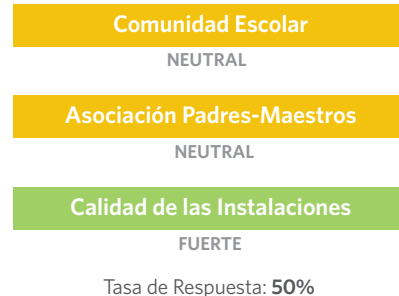 Comunidad Escolar
NEUTRAL
Asociación Padres-Maestros
NEUTRAL
Calidad de las Instalaciones
FUERTE
Tasa de Respuesta: 50%